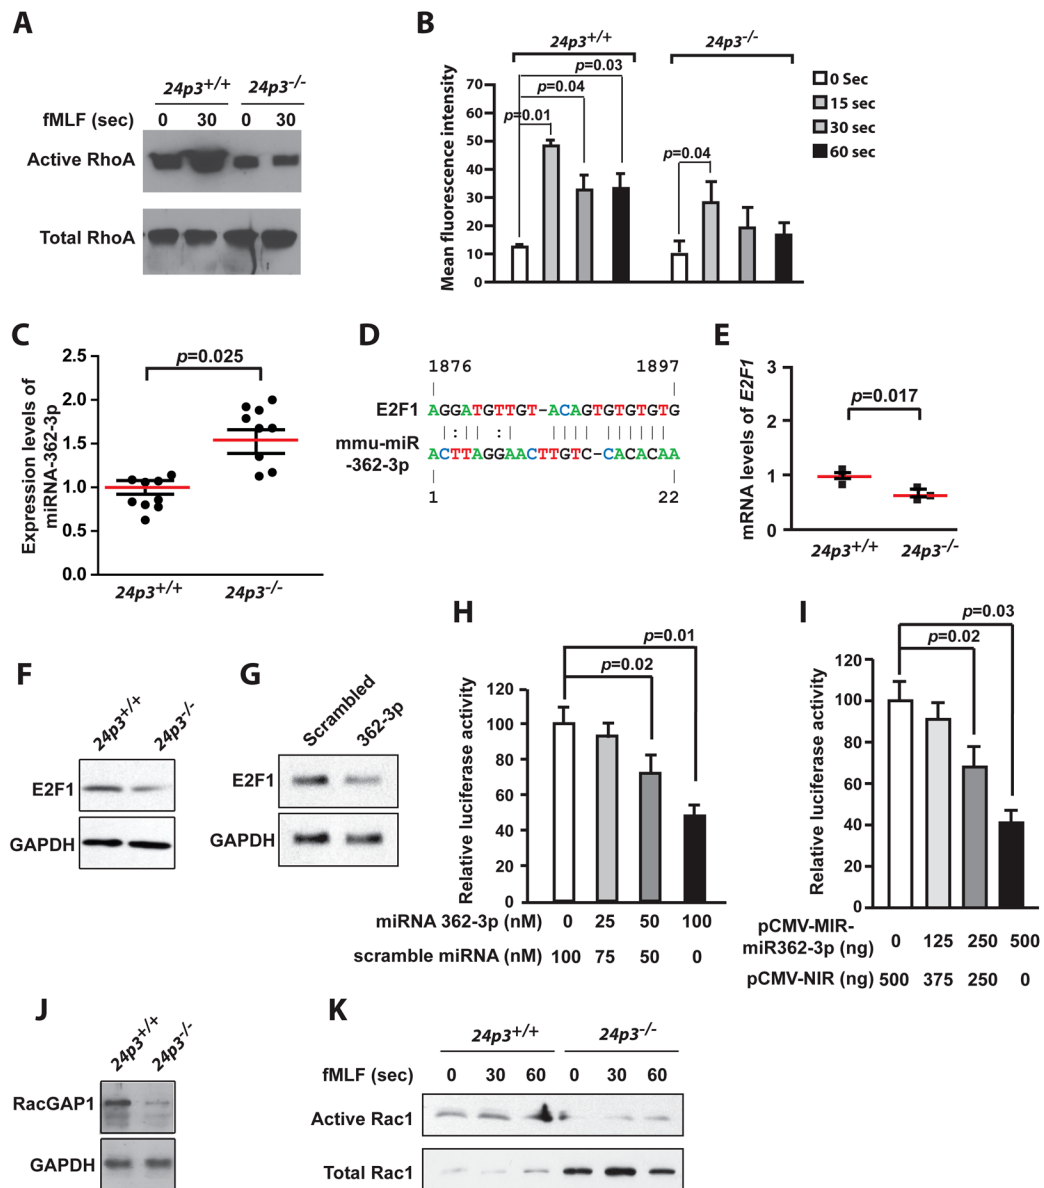 A
24p3+/+ 24p3-/-
fMLF (sec) 0 30 0 30
Active RhoA
Total RhoA
B
24p3+/+ 24p3-/-
p=0.03
p=0.04
p=0.01
p=0.04
Mean fluorescence intensity
70
60
50
40
30
20
10
0
0 Sec
15 sec
30 sec
60 sec
C
Expression levels of
miRNA-362-3p
p=0.025
2.5
2.0
1.5
1.0
0.5
0.0
24p3+/+ 24p3-/-
D
1876 1897
E2F1 AGGATGTTGT-ACAGTGTGTGTG
mmu-miR
-362-3p ACTTAGGAACTTGTC-CACACAA
1 22
E
mRNA levels of E2F1
p=0.017
3
2
1
0
24p3+/+ 24p3-/-
F
24p3+/+ 24p3-/-
E2F1
GAPDH
G
Scrambled 362-3p
E2F1
GAPDH
H
p=0.01
p=0.02
Relative luciferase activity
120
100
80
60
40
20
0
miRNA 362-3p (nM) 0 25 50 100
scramble miRNA (nM) 100 75 50 0
I
p=0.03
p=0.02
Relative luciferase activity
120
100
80
60
40
20
0
pCMV-MIR-
miR362-3p (ng) 0 125 250 500
pCMV-NIR (ng) 500 375 250 0
J
24p3+/+ 24p3-/-
RacGAP1
GAPDH
K
24p3+/+ 24p3-/-
fMLF (sec) 0 30 60 0 30 60
Active Rac1
Total Rac1